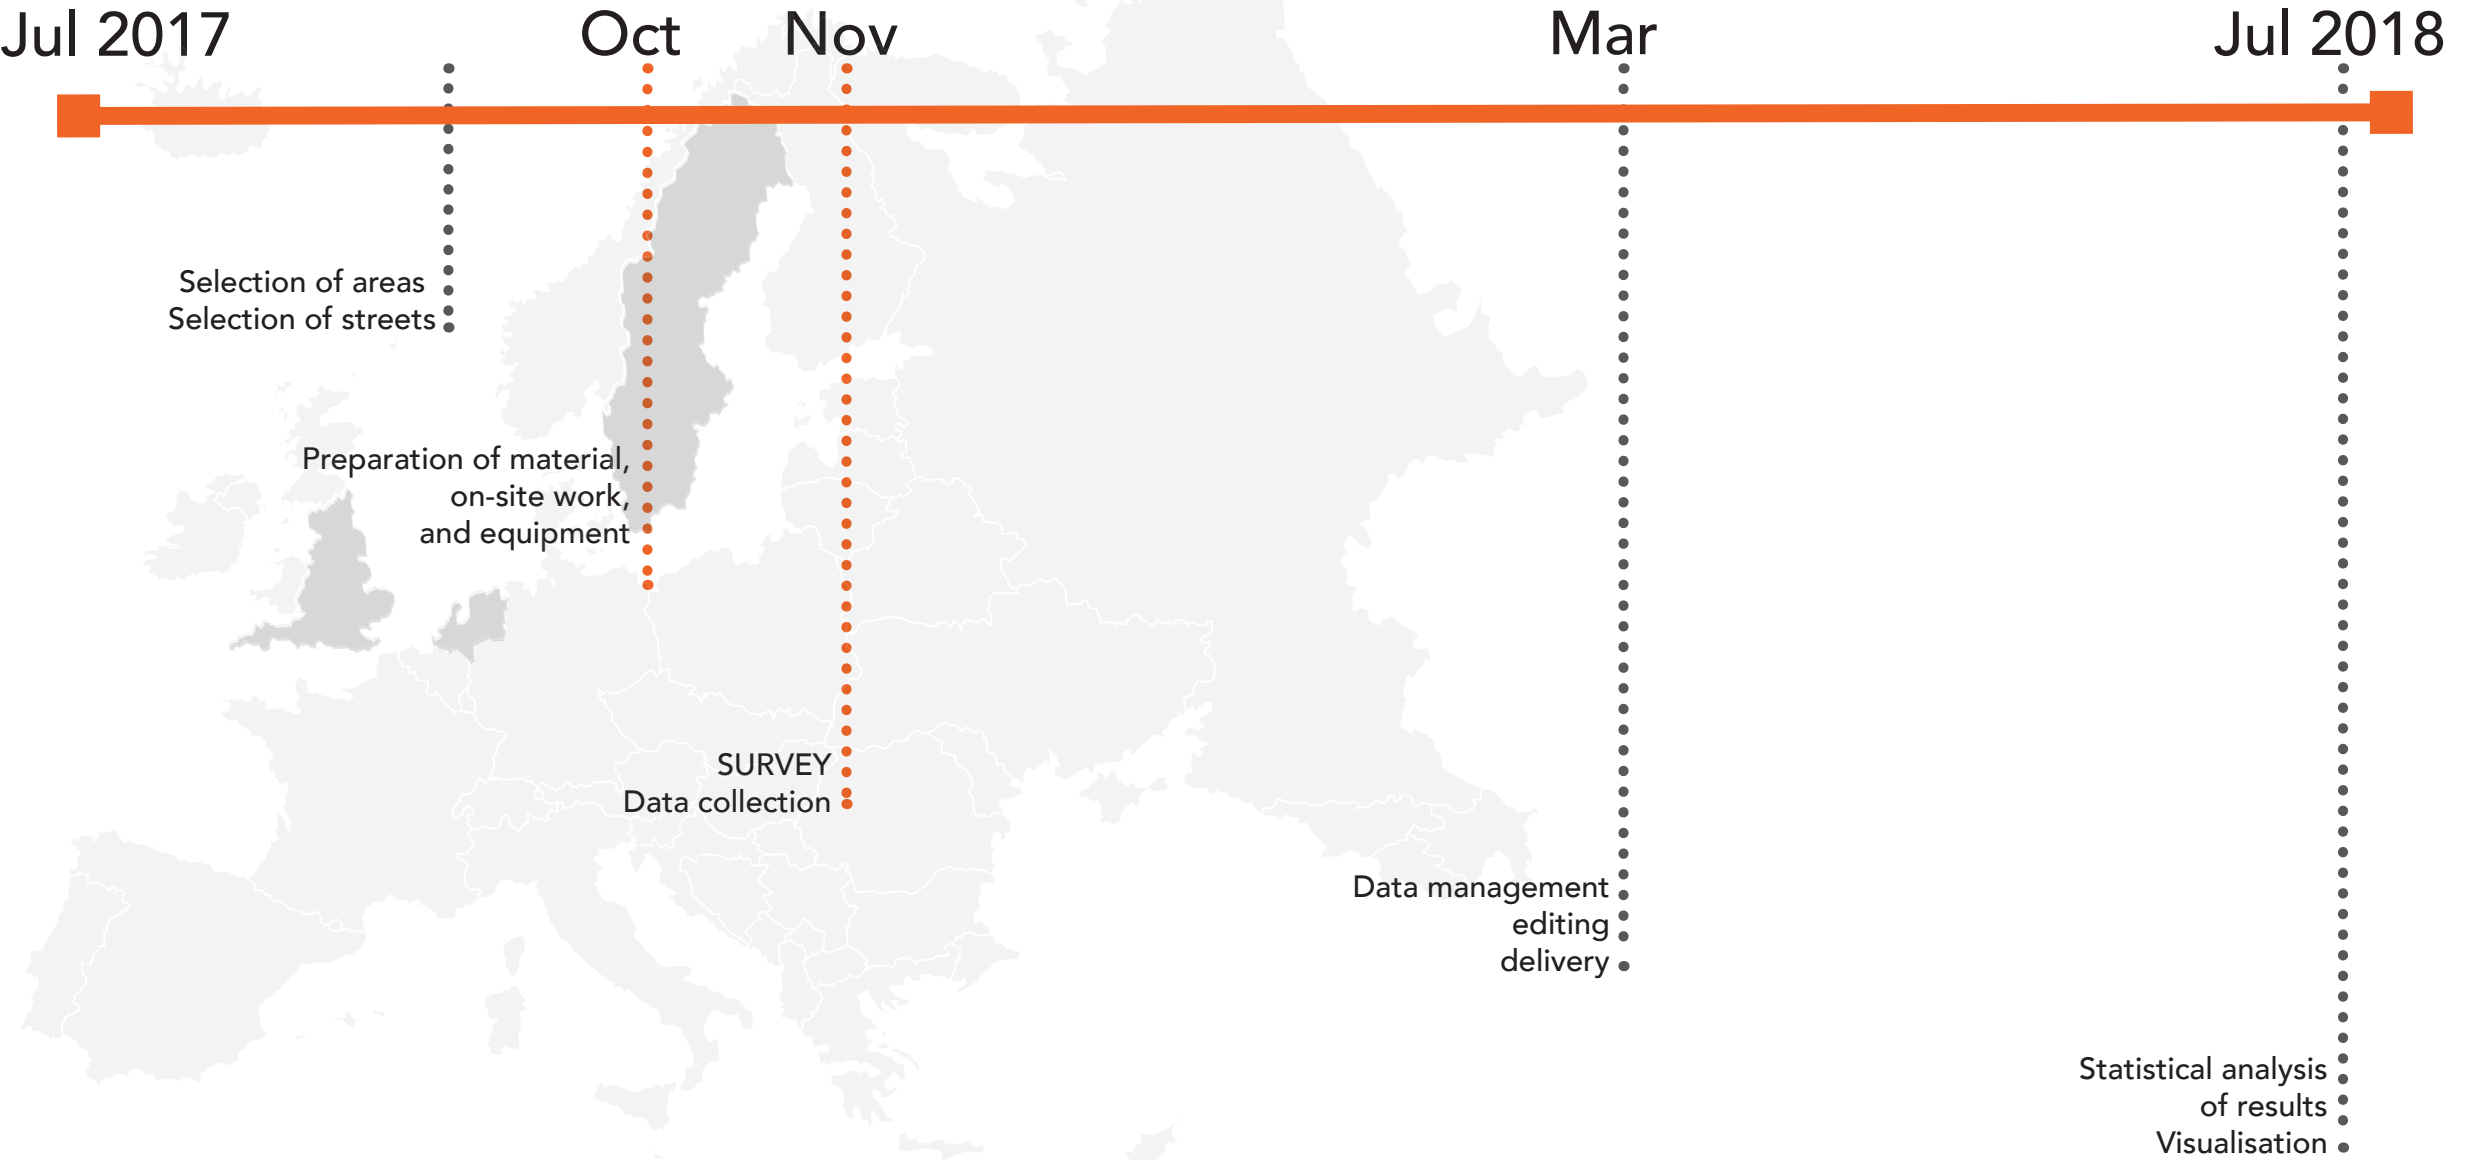 Jul 2017
Oct
Nov
Mar
Jul 2018
Selection of areas
Selection of streets
Preparation of material,
on-site work,
and equipment
SURVEY
Data collection
Data management
editing
delivery
Statistical analysis
of results
Visualisation